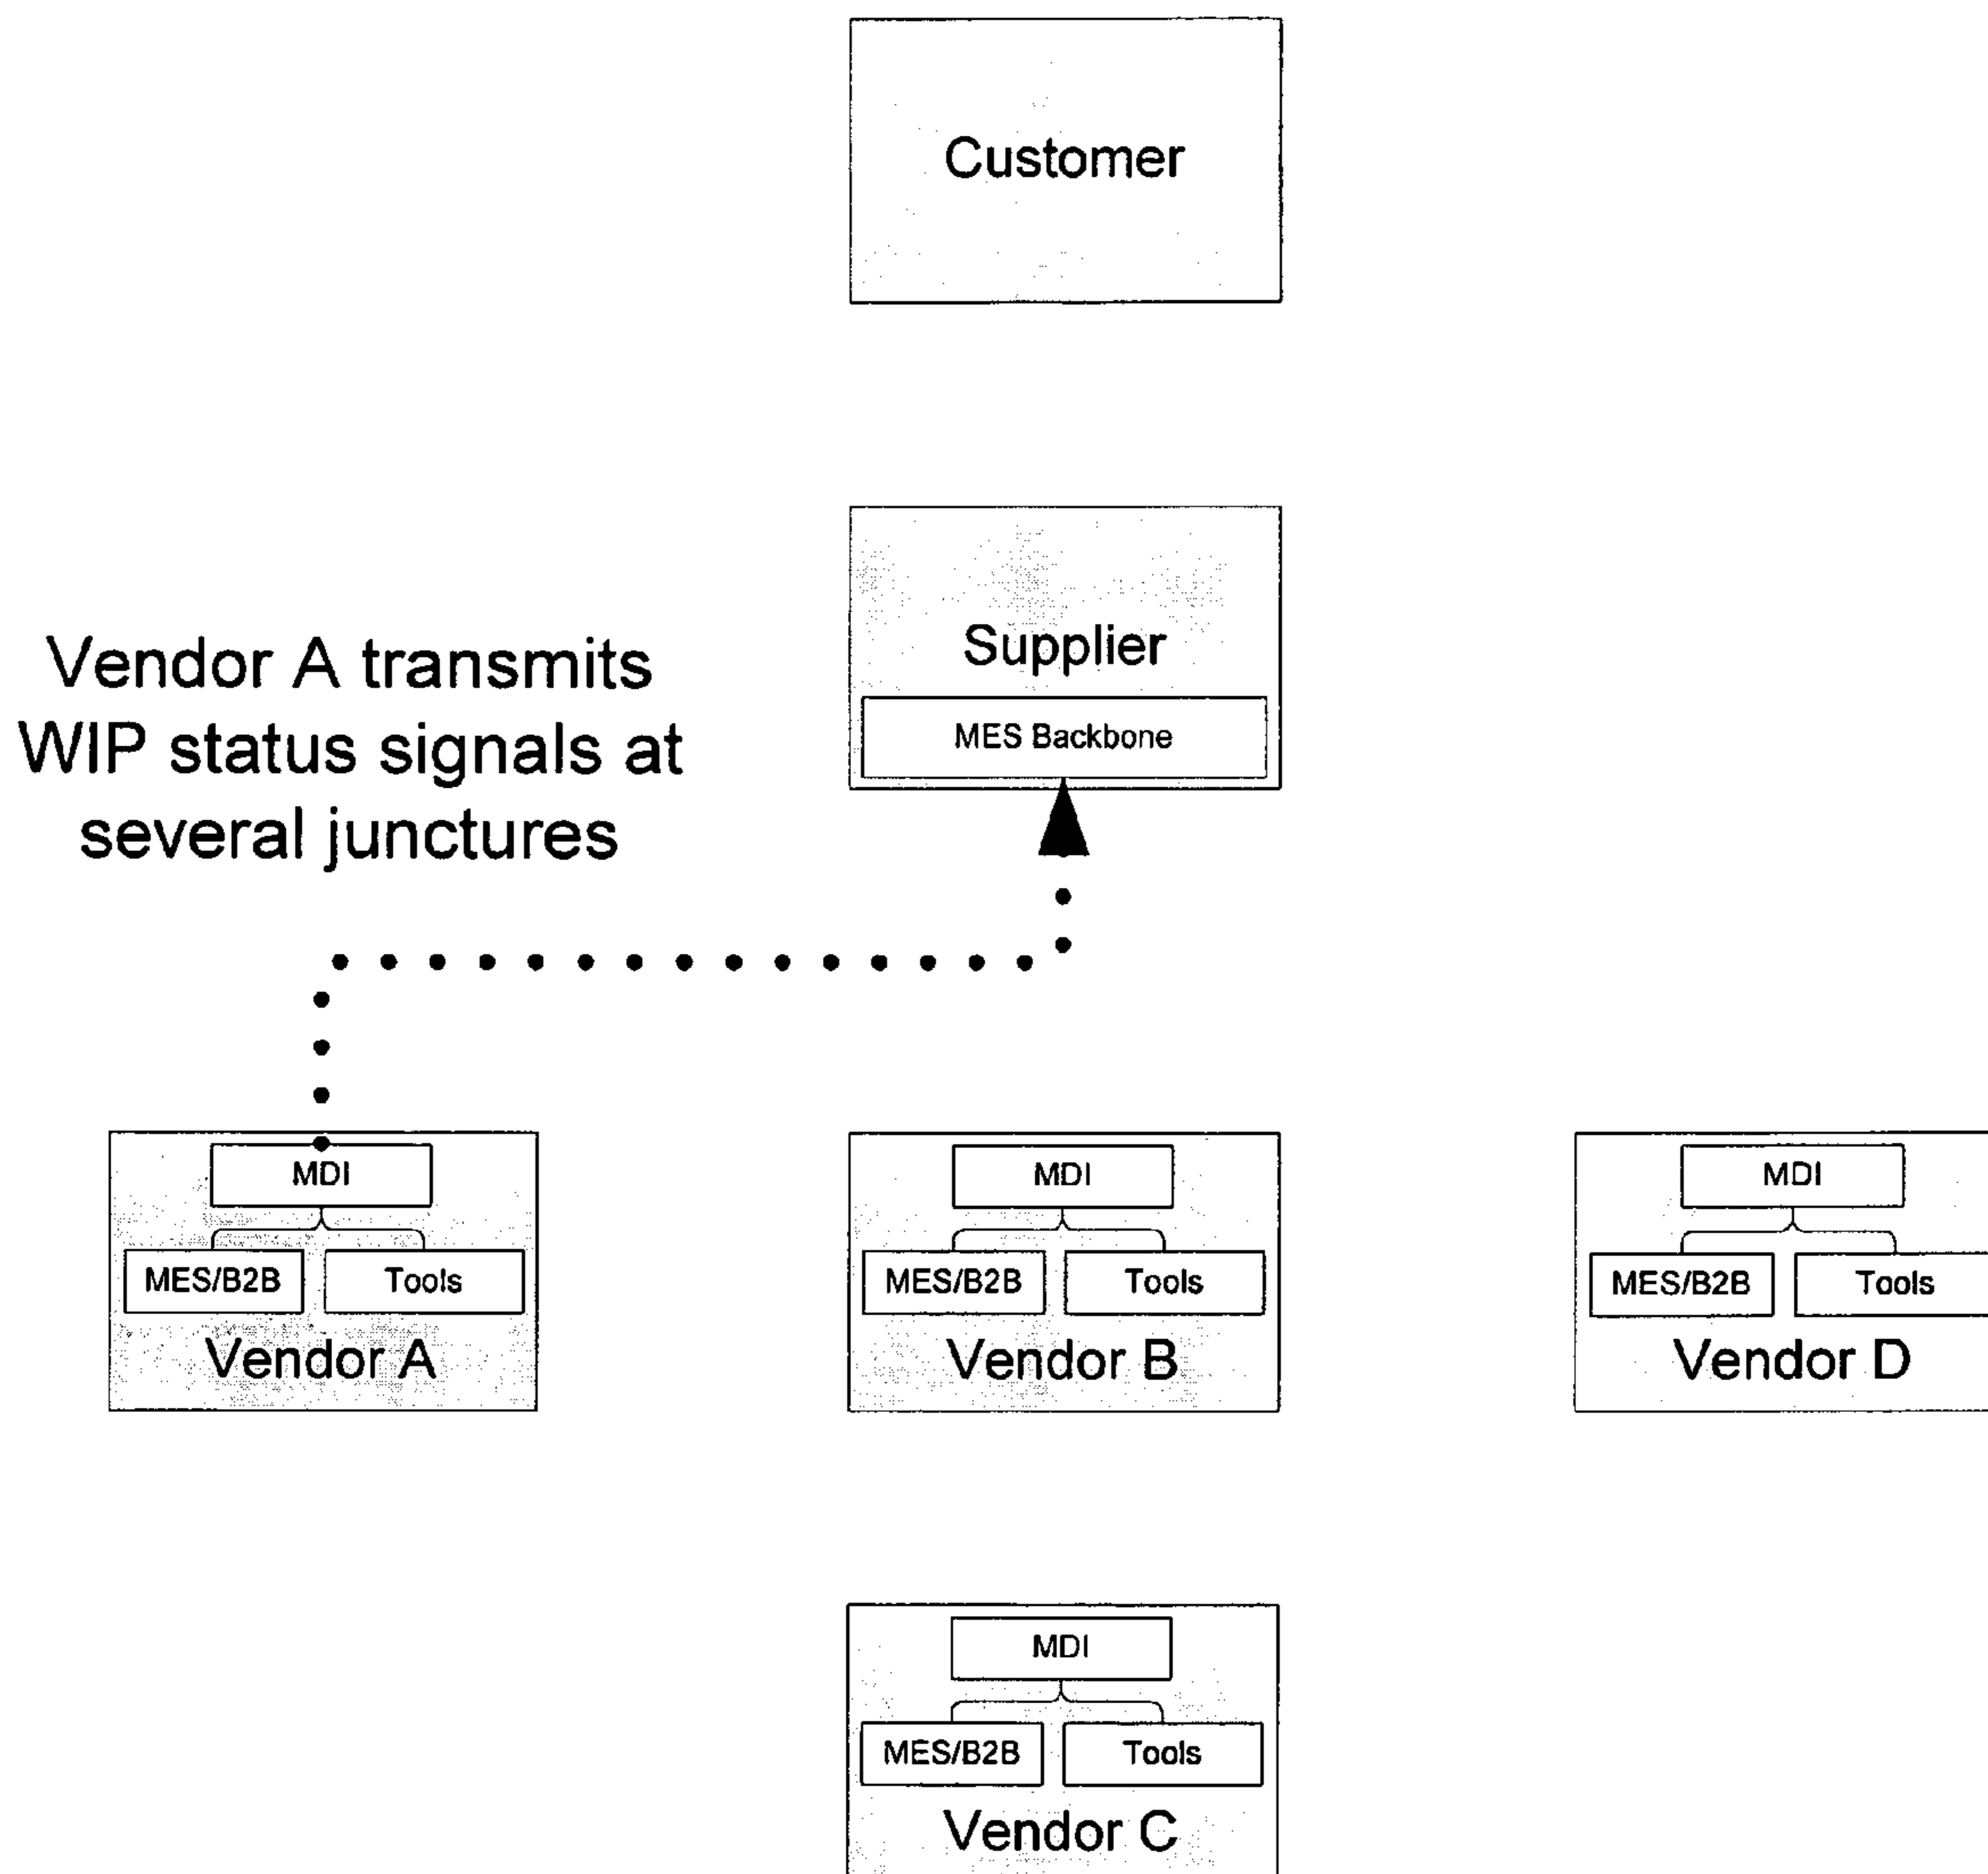 Customer
Supplier
MES Backbone
Vendor A transmits
WIP status signals at
several junctures
MDI
MES/B2B
Tools
Vendor A
MDI
MES/B2B
Tools
Vendor B
MDI
MES/B2B
Tools
Vendor D
MDI
MES/B2B
Tools
Vendor C